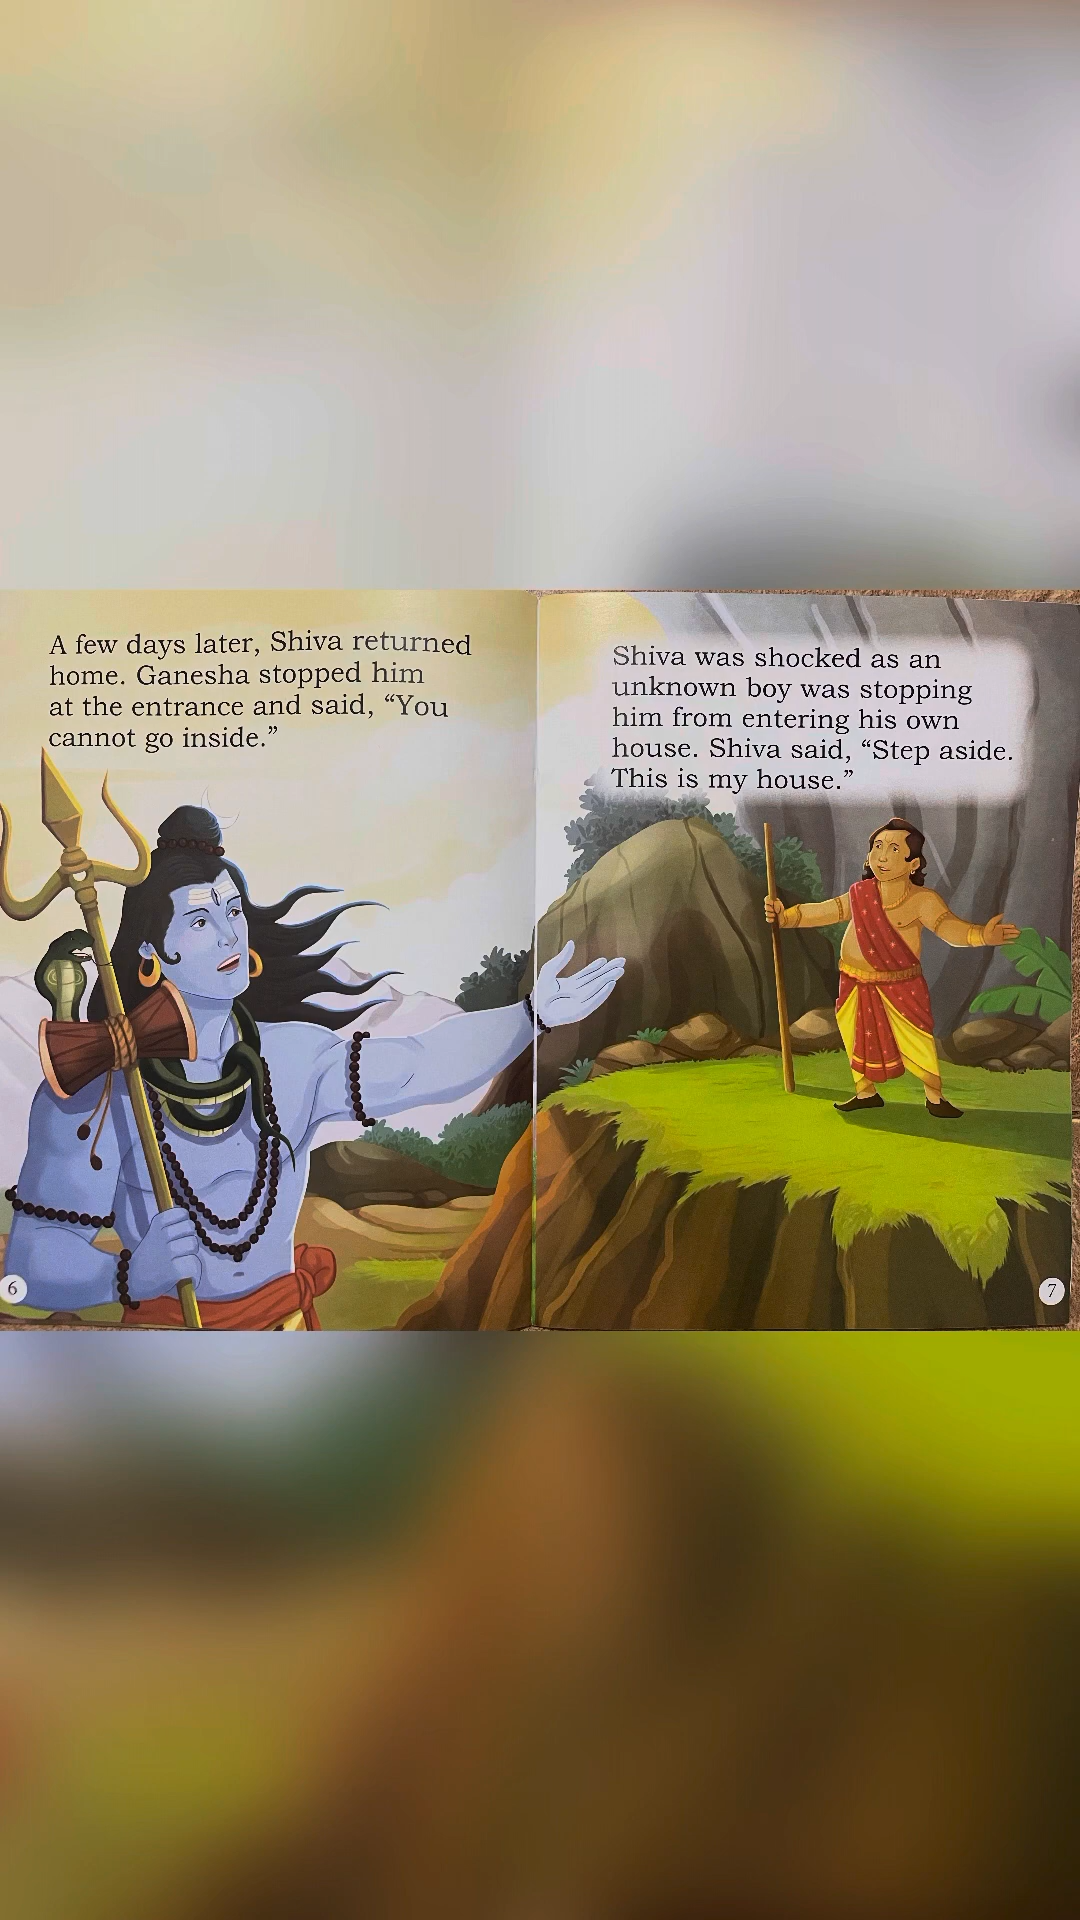 A few days later, Shiva returned
home. Ganesha stopped him
at the entrance and said, “You
cannot go inside.”
6
Shiva was shocked as an
unknown boy was stopping
him from entering his own
house. Shiva said, “Step aside.
This is my house.”
7